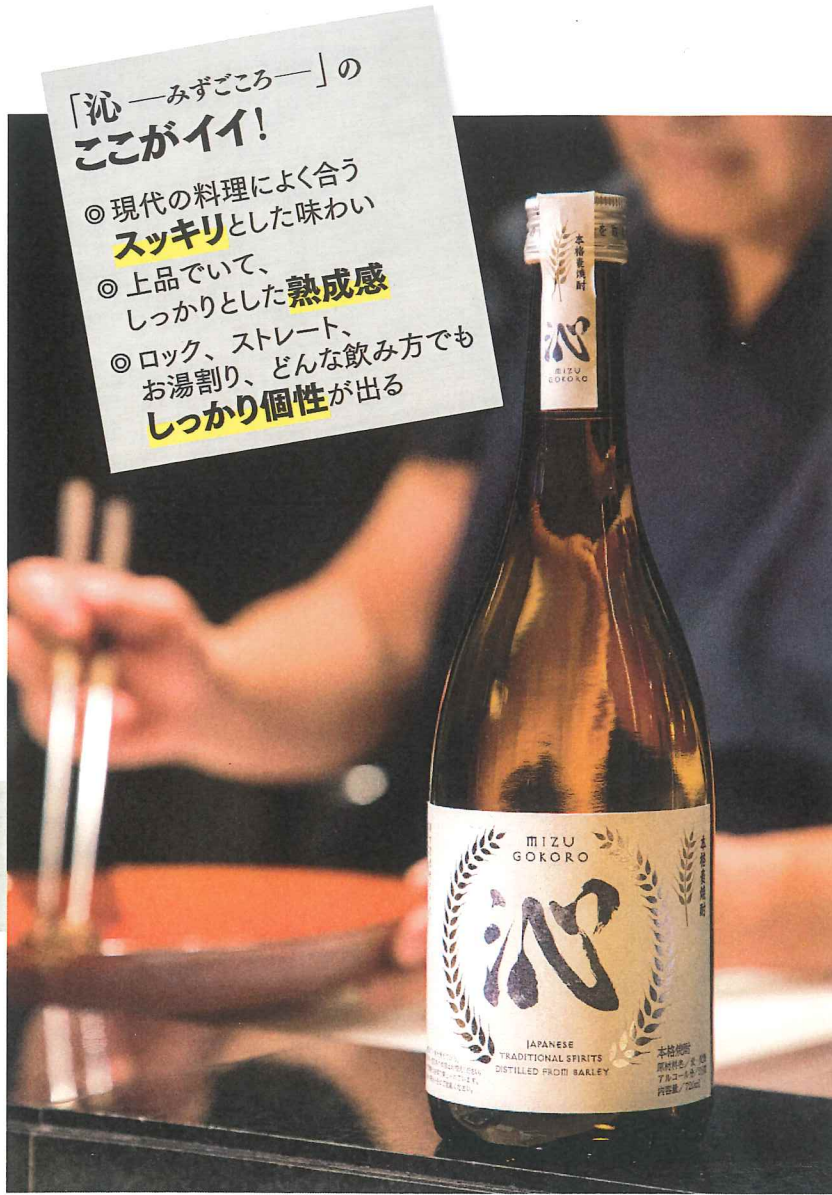 「沁 ―みずごころ―」の
ここがイイ!
◎ 現代の料理によく合う
スッキリとした味わい
◎ 上品でいて、
しっかりとした熟成感
◎ ロック、ストレート、
お湯割り、どんな飲み方でも
しっかり個性が出る
本格麦焼酎
沁
MIZU
GOKORO
MIZU
GOKORO
沁
本格麦焼酎
JAPANESE
TRADITIONAL SPIRITS
DISTILLED FROM BARLEY
本格焼酎
内容量/720ml